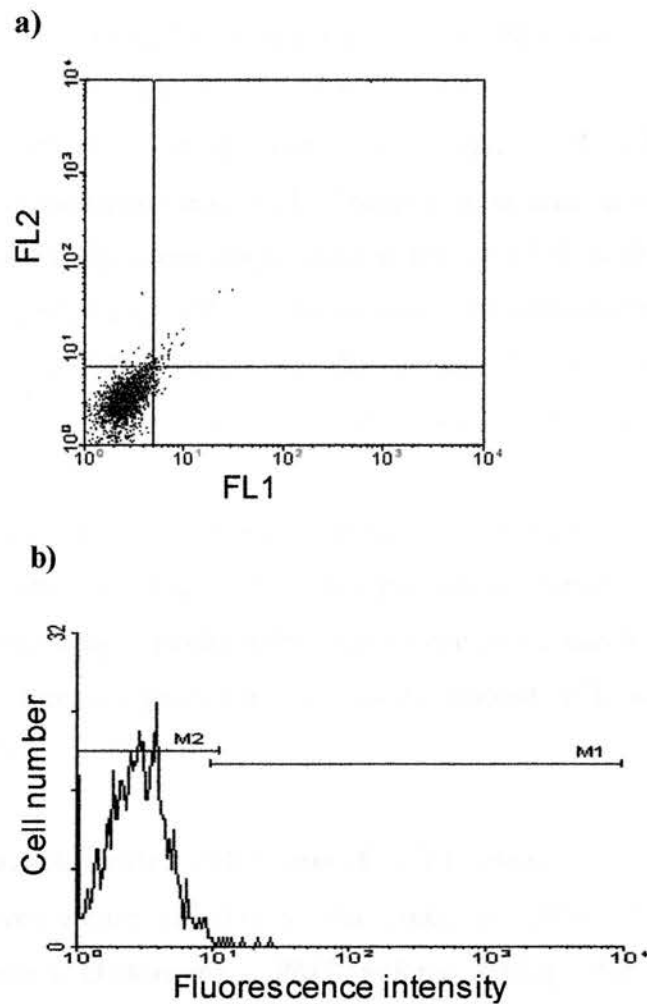 a)
10⁴
10³
FL2
10²
10¹
10⁰
10⁰ 10¹ 10² 10³ 10⁴
FL1
b)
32
M2
M1
Cell number
0
10⁰ 10¹ 10² 10³ 10⁴
Fluorescence intensity